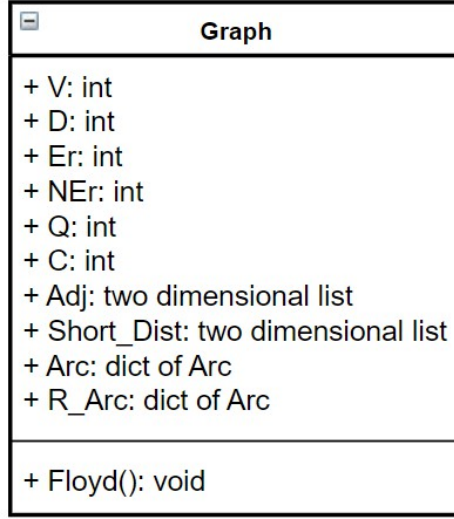 Graph
+ V: int
+ D: int
+ Er: int
+ NEr: int
+ Q: int
+ C: int
+ Adj: two dimensional list
+ Short_Dist: two dimensional list
+ Arc: dict of Arc
+ R_Arc: dict of Arc
+ Floyd(): void